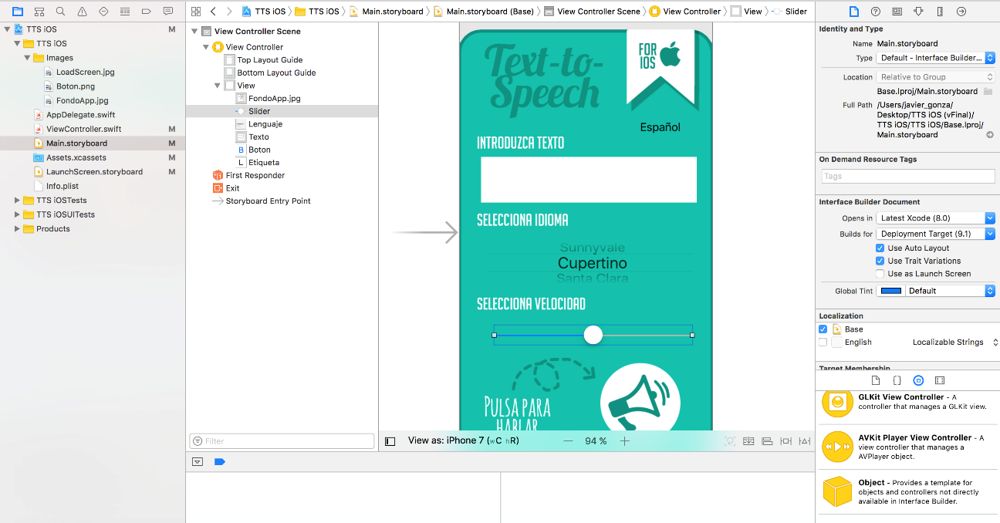 TTS iOS M
TTS iOS
Images
LoadScreen.jpg
Boton.png
FondoApp.jpg
AppDelegate.swift
ViewController.swift M
Main.storyboard M
Assets.xcassets M
LaunchScreen.storyboard M
Info.plist
TTS iOSTests
TTS iOSUITests
Products
TTS iOS
TTS iOS
Main.storyboard
Main.storyboard (Base)
View Controller Scene
View Controller
View
Slider
View Controller Scene
View Controller
Top Layout Guide
Bottom Layout Guide
View
FondoApp.jpg
Slider
Lenguaje
Texto
B Boton
L Etiqueta
First Responder
Exit
Storyboard Entry Point
Filter
Text-to-
Speech
FOR
IOS
Español
INTRODUZCA TEXTO
SELECCIONA IDIOMA
Sunnyvale
Cupertino
Santa Clara
SELECCIONA VELOCIDAD
PULSA PARA
HABLAR
View as: iPhone 7 (wC hR)
— 94 % +
Identity and Type
Name Main.storyboard
Type Default - Interface Builder...
Location Relative to Group
Base.lproj/Main.storyboard
Full Path /Users/javier_gonza/
Desktop/TTS iOS (vFinal)/
TTS iOS/TTS iOS/Base.lproj/
Main.storyboard
On Demand Resource Tags
Tags
Interface Builder Document
Opens in Latest Xcode (8.0)
Builds for Deployment Target (9.1)
Use Auto Layout
Use Trait Variations
Use as Launch Screen
Global Tint Default
Localization
Base
English Localizable Strings
Target Membership
{}
GLKit View Controller - A
controller that manages a GLKit view.
AVKit Player View Controller - A
view controller that manages a
AVPlayer object.
Object - Provides a template for
objects and controllers not directly
available in Interface Builder.